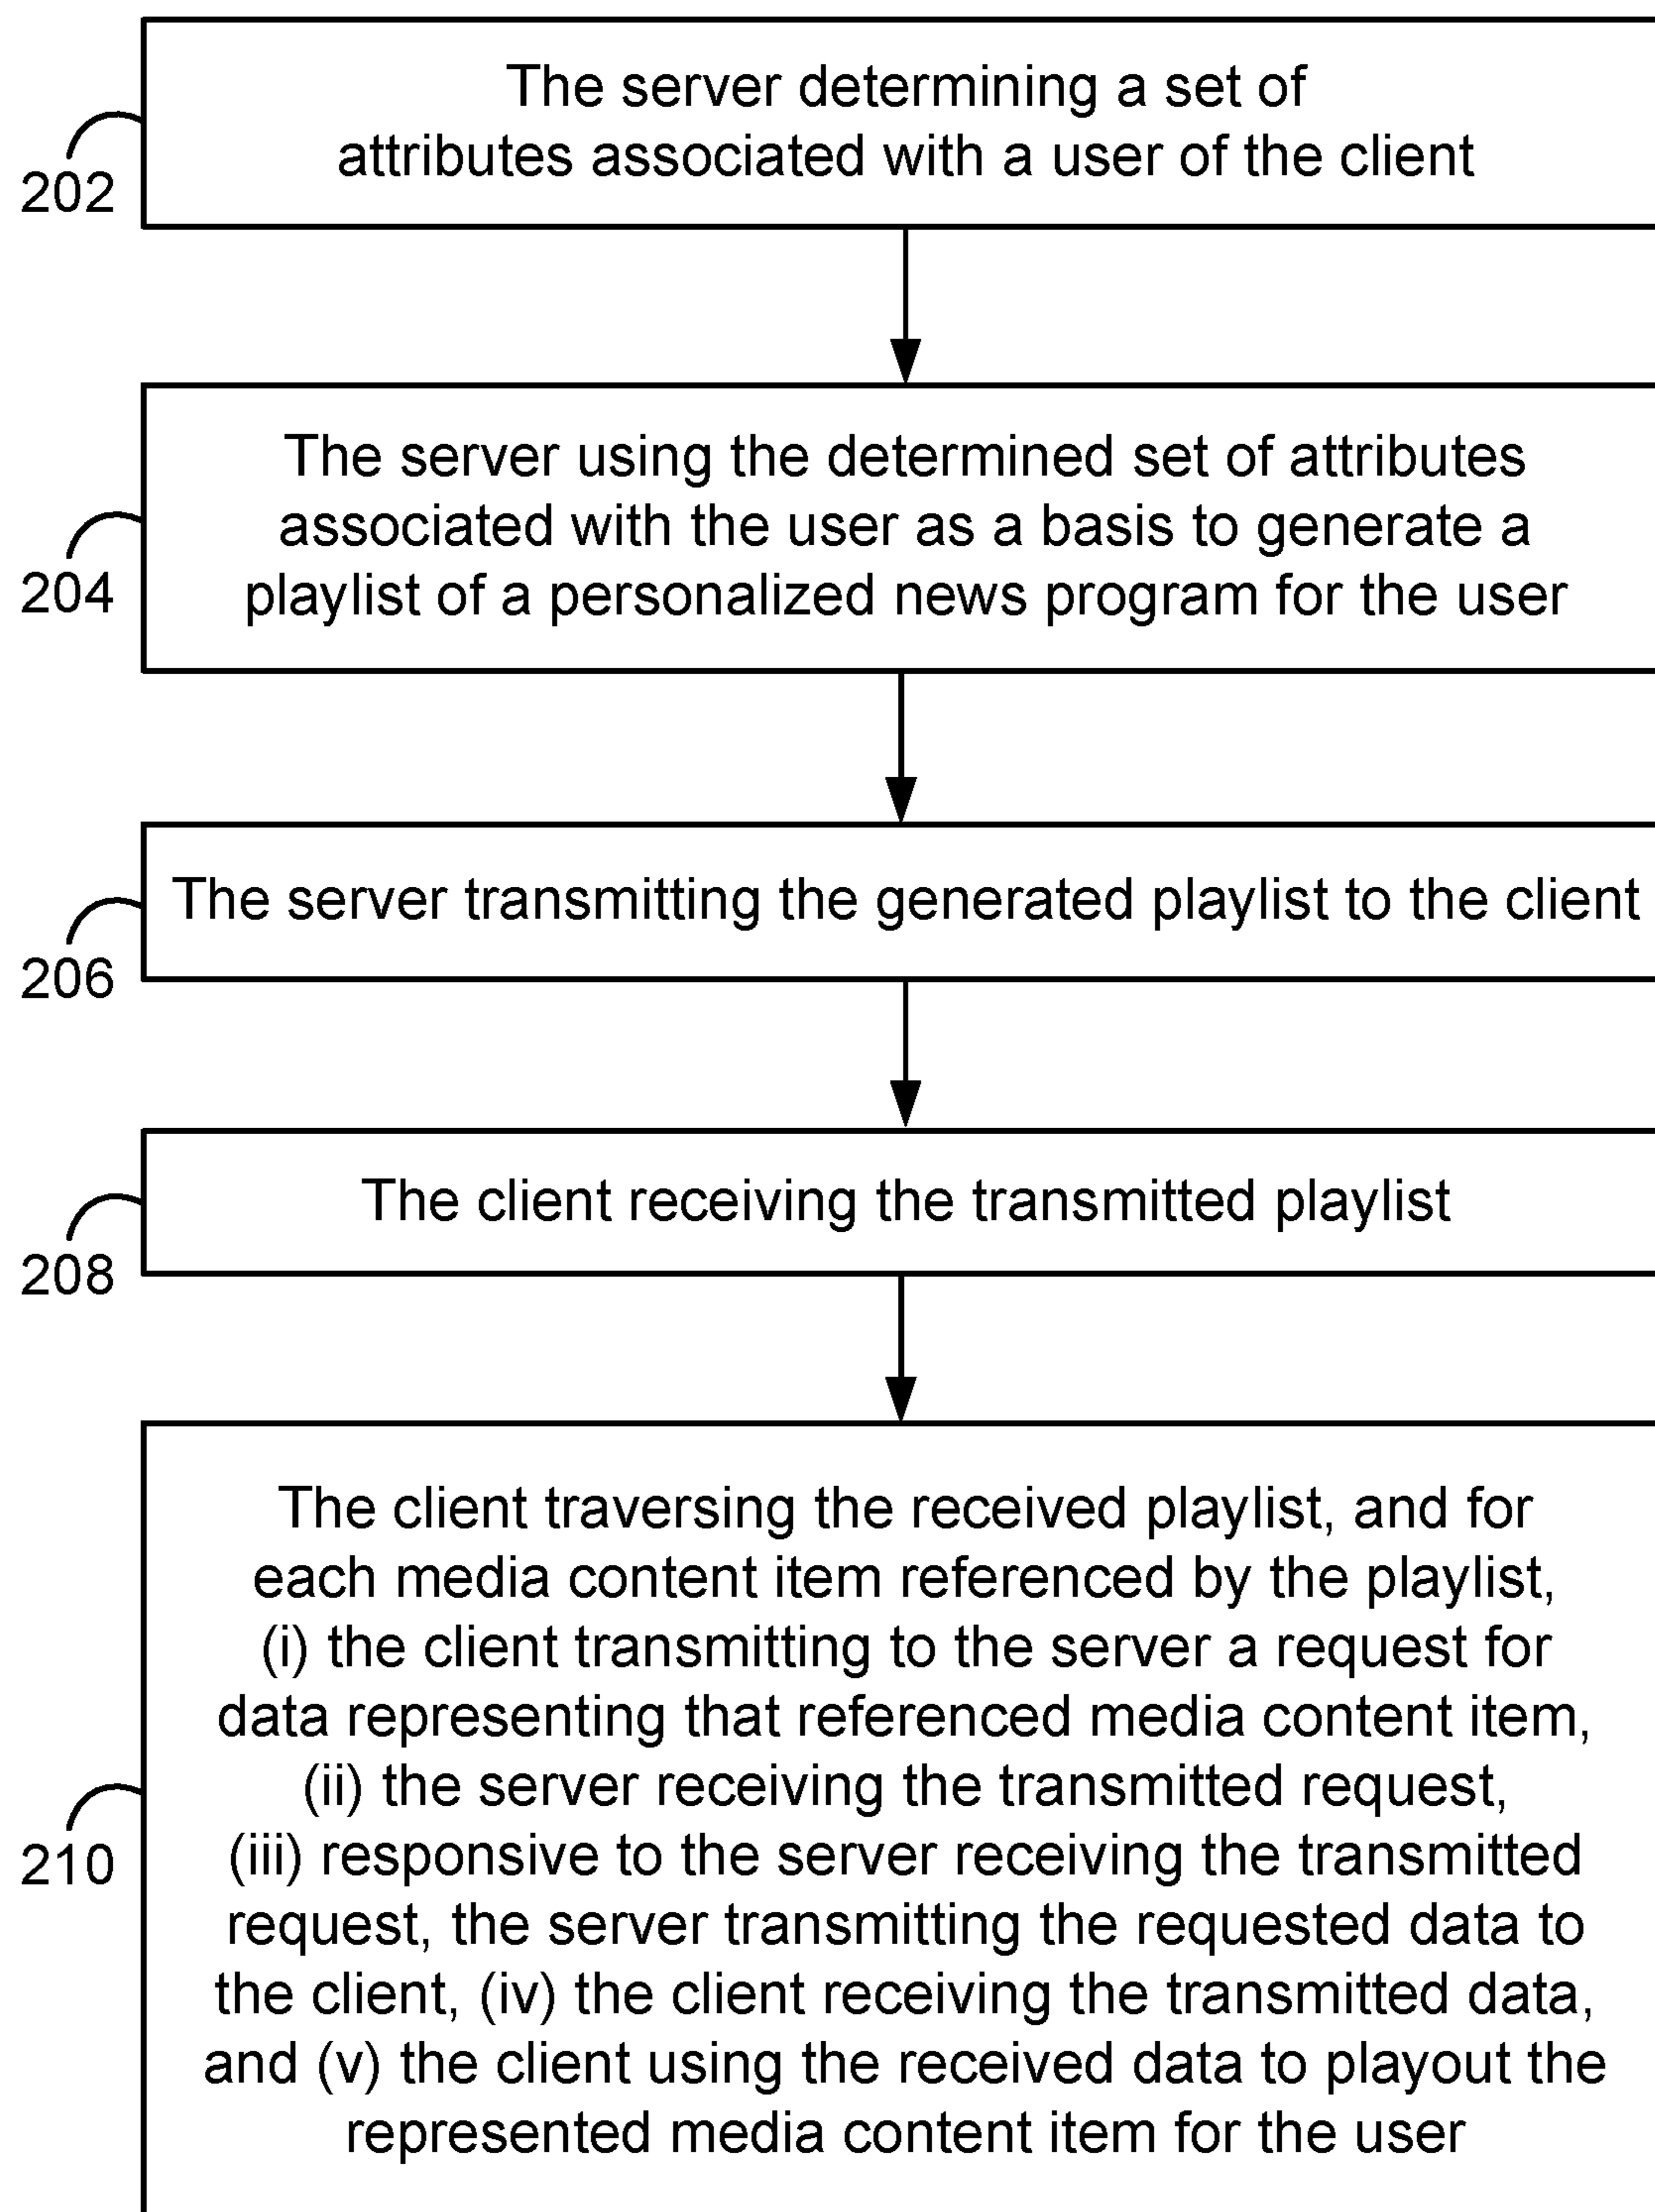 The server determining a set of
attributes associated with a user of the client
202
The server using the determined set of attributes
associated with the user as a basis to generate a
playlist of a personalized news program for the user
204
The server transmitting the generated playlist to the client
206
The client receiving the transmitted playlist
208
The client traversing the received playlist, and for
each media content item referenced by the playlist,
(i) the client transmitting to the server a request for
data representing that referenced media content item,
(ii) the server receiving the transmitted request,
(iii) responsive to the server receiving the transmitted
request, the server transmitting the requested data to
the client, (iv) the client receiving the transmitted data,
and (v) the client using the received data to playout the
represented media content item for the user
210